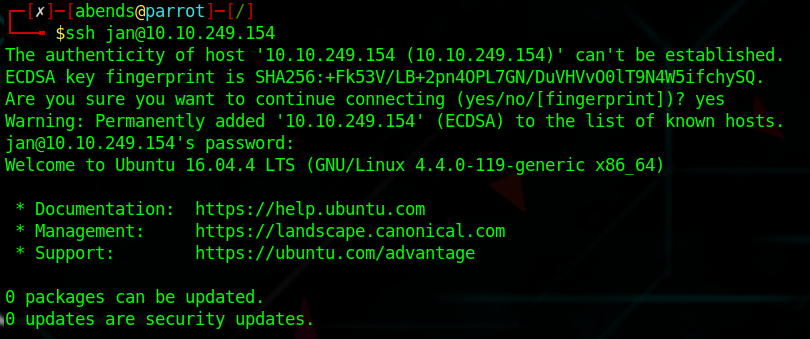 ┌─[✗]─[abends@parrot]─[/]
└──╼ $ssh jan@10.10.249.154
The authenticity of host '10.10.249.154 (10.10.249.154)' can't be established.
ECDSA key fingerprint is SHA256:+Fk53V/LB+2pn4OPL7GN/DuVHVvO0lT9N4W5ifchySQ.
Are you sure you want to continue connecting (yes/no/[fingerprint])? yes
Warning: Permanently added '10.10.249.154' (ECDSA) to the list of known hosts.
jan@10.10.249.154's password:
Welcome to Ubuntu 16.04.4 LTS (GNU/Linux 4.4.0-119-generic x86_64)
 * Documentation:  https://help.ubuntu.com
 * Management:     https://landscape.canonical.com
 * Support:        https://ubuntu.com/advantage
0 packages can be updated.
0 updates are security updates.